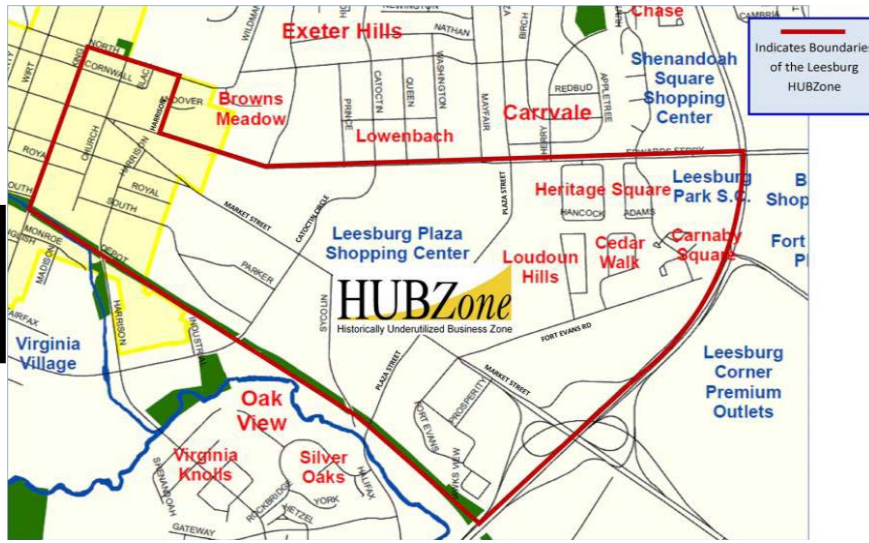 WILDMAN
NEWINGTON
Exeter Hills
NATHAN
BIRCH
Chase
CAMBRIA
Indicates Boundaries
of the Leesburg
HUBZone
WIRT
KING
NORTH
CORNWALL
Shenandoah
Square
Shopping
Center
CATOCTIN
QUEEN
WASHINGTON
MAYFAIR
REDBUD
APPLETREE
Browns
Meadow
HARRISON
PRINCE
Lowenbach
Carrvale
CHERRY
EDWARDS FERRY
CHURCH
HARRISON
ROYAL
ROYAL
SOUTH
SOUTH
MARKET STREET
CATOCTIN CIRCLE
PLAZA STREET
Heritage Square
HANCOCK
ADAMS
Leesburg
Park S.C.
B
Shop
MONROE
DEPOT
MADISON
Leesburg Plaza
Shopping Center
Loudoun
Hills
Cedar
Walk
Carnaby
Square
Fort
PARKER
HUBZone
Historically Underutilized Business Zone
SYCOLIN
FORT EVANS RD
FAIRFAX
HARRISON
INDUSTRIAL
Virginia
Village
PLAZA STREET
MARKET STREET
Leesburg
Corner
Premium
Outlets
Oak
View
PROSPERITY
FORT EVANS
Virginia
Knolls
Silver
Oaks
SHENANDOAH
ROCKBRIDGE
YORK
HETZEL
HALIFAX
GATEWAY